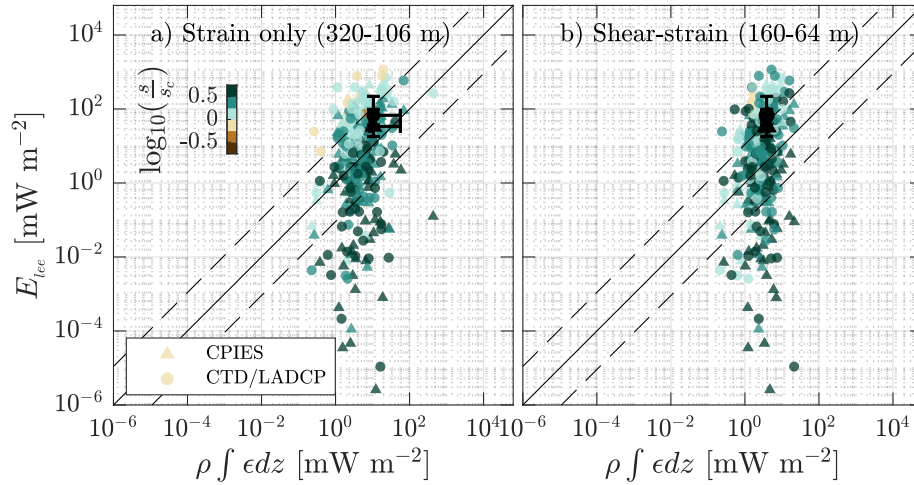 a) Strain only (320-106 m)
b) Shear-strain (160-64 m)
log10(s/s_c)
0.5
0
-0.5
E_lee [mW m^−2]
10^4
10^2
10^0
10^−2
10^−4
10^−6
CPIES
CTD/LADCP
10^−6 10^−4 10^−2 10^0 10^2 10^4
10^−6 10^−4 10^−2 10^0 10^2 10^4
ρ ∫ ϵdz [mW m^−2]
ρ ∫ ϵdz [mW m^−2]